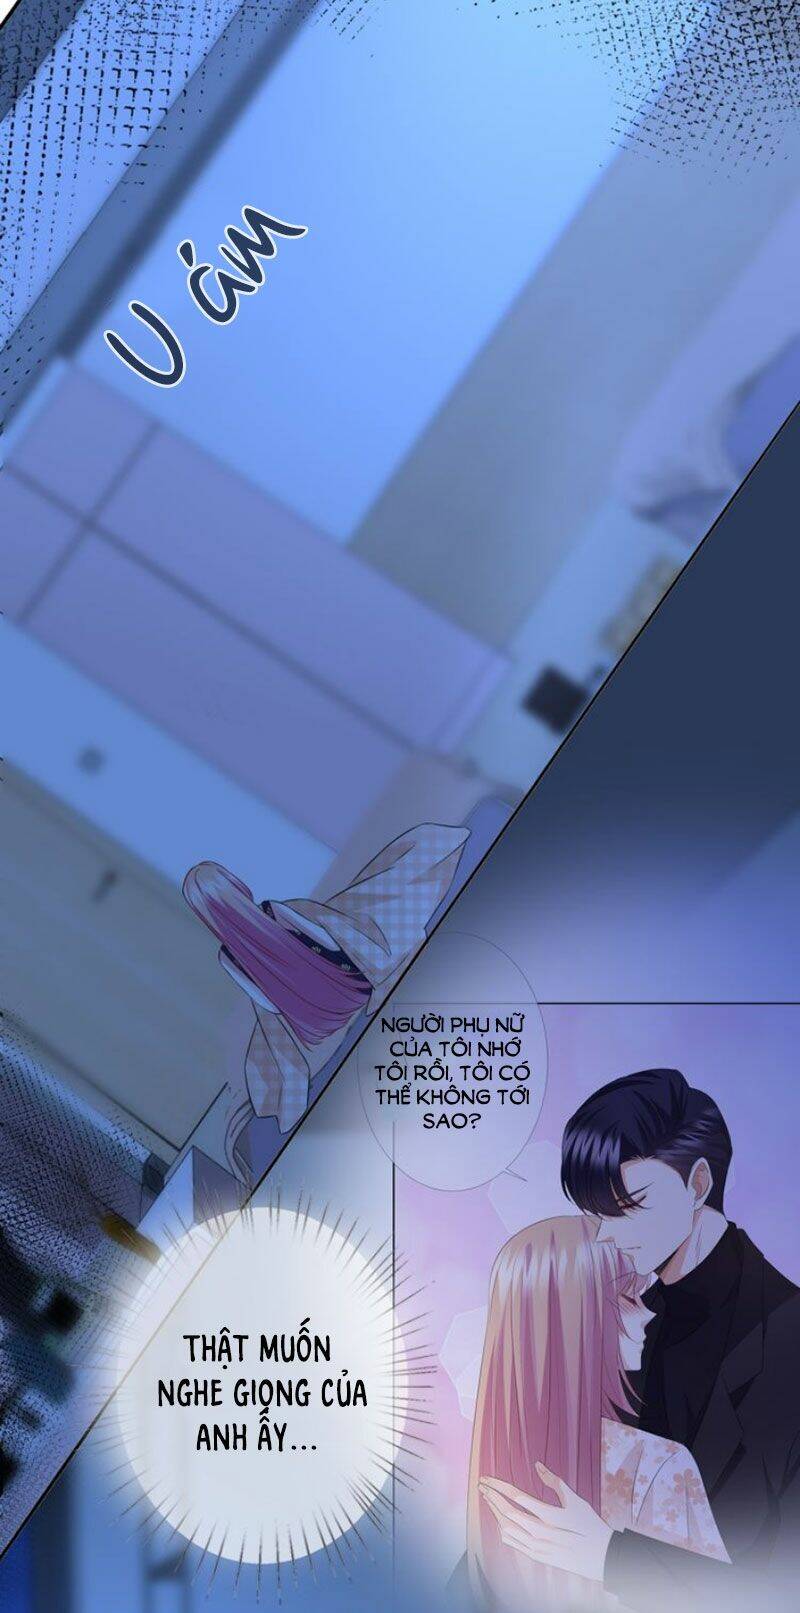 U ám
NGƯỜI PHỤ NỮ
CỦA TÔI NHỚ
TÔI RỒI, TÔI CÓ
THỂ KHÔNG TỚI
SAO?
THẬT MUỐN
NGHE GIỌNG CỦA
ANH ẤY...